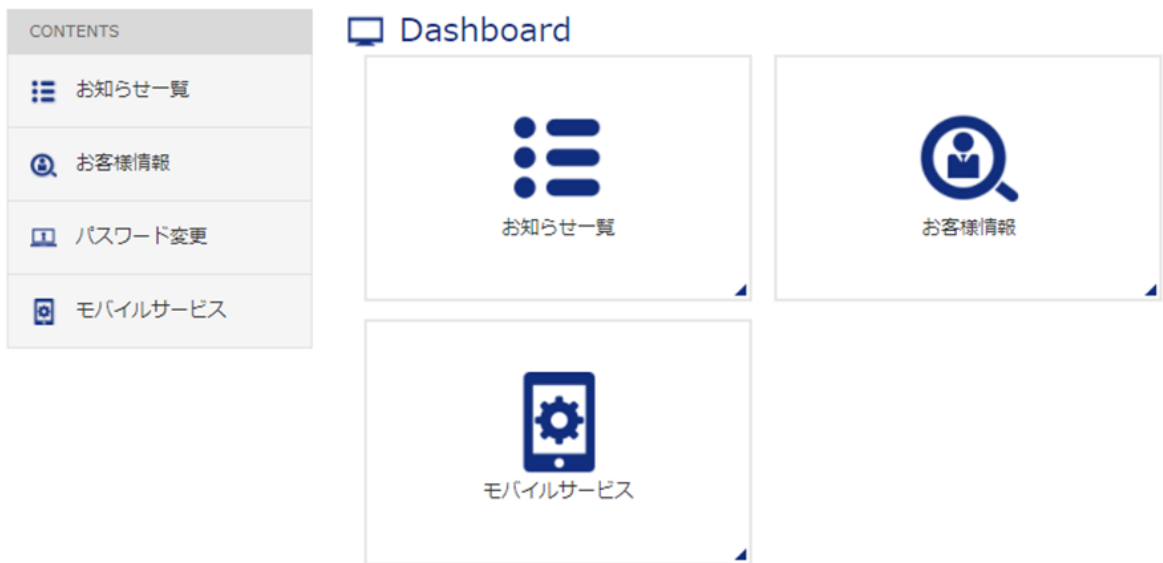 CONTENTS
お知らせ一覧
お客様情報
パスワード変更
モバイルサービス
Dashboard
お知らせ一覧
お客様情報
モバイルサービス